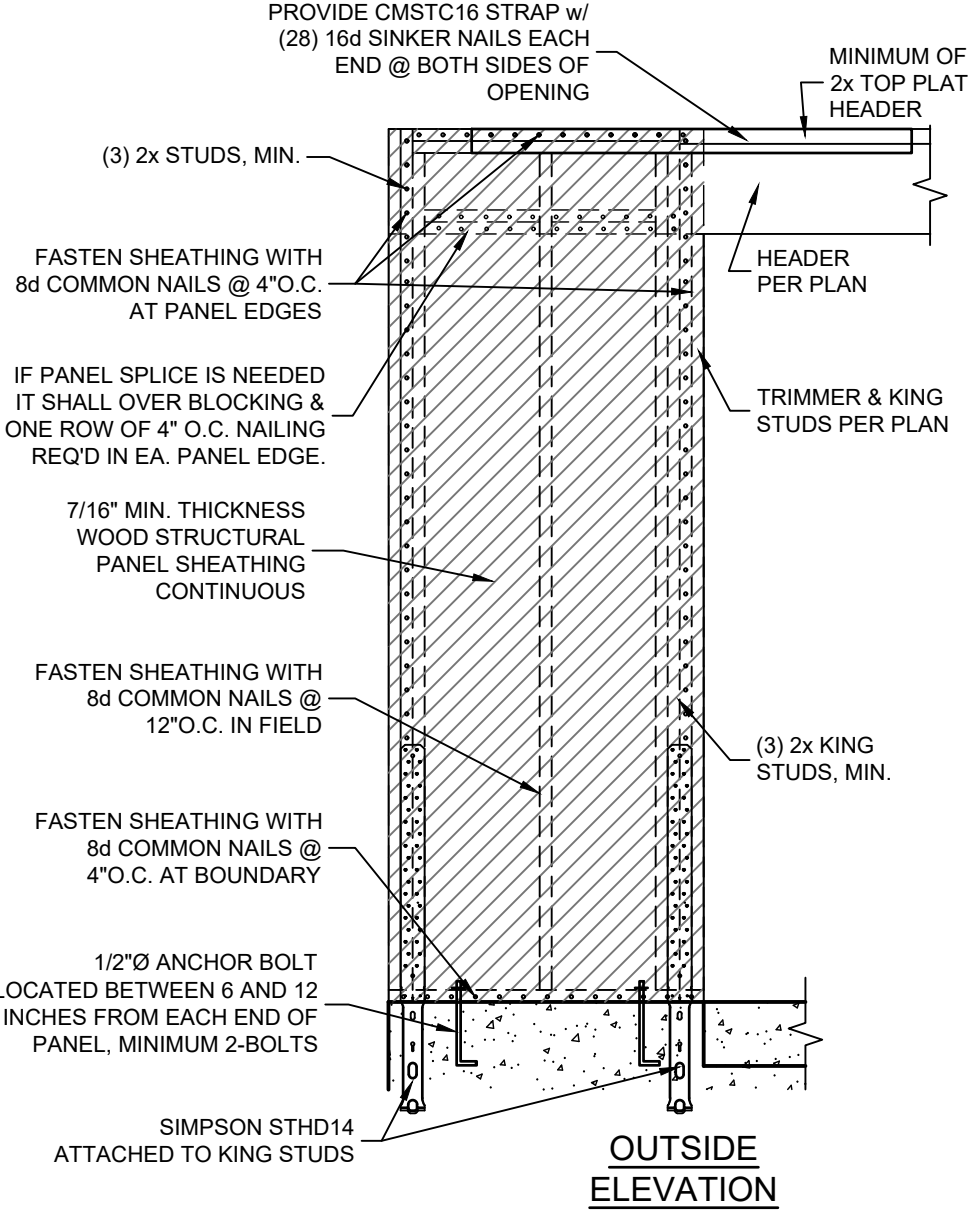 PROVIDE CMSTC16 STRAP w/
(28) 16d SINKER NAILS EACH
END @ BOTH SIDES OF
OPENING
MINIMUM OF
2x TOP PLAT
HEADER
(3) 2x STUDS, MIN.
FASTEN SHEATHING WITH
8d COMMON NAILS @ 4"O.C.
AT PANEL EDGES
HEADER
PER PLAN
IF PANEL SPLICE IS NEEDED
IT SHALL OVER BLOCKING &
ONE ROW OF 4" O.C. NAILING
REQ'D IN EA. PANEL EDGE.
TRIMMER & KING
STUDS PER PLAN
7/16" MIN. THICKNESS
WOOD STRUCTURAL
PANEL SHEATHING
CONTINUOUS
FASTEN SHEATHING WITH
8d COMMON NAILS @
12"O.C. IN FIELD
(3) 2x KING
STUDS, MIN.
FASTEN SHEATHING WITH
8d COMMON NAILS @
4"O.C. AT BOUNDARY
1/2"Ø ANCHOR BOLT
LOCATED BETWEEN 6 AND 12
INCHES FROM EACH END OF
PANEL, MINIMUM 2-BOLTS
SIMPSON STHD14
ATTACHED TO KING STUDS
OUTSIDE
ELEVATION